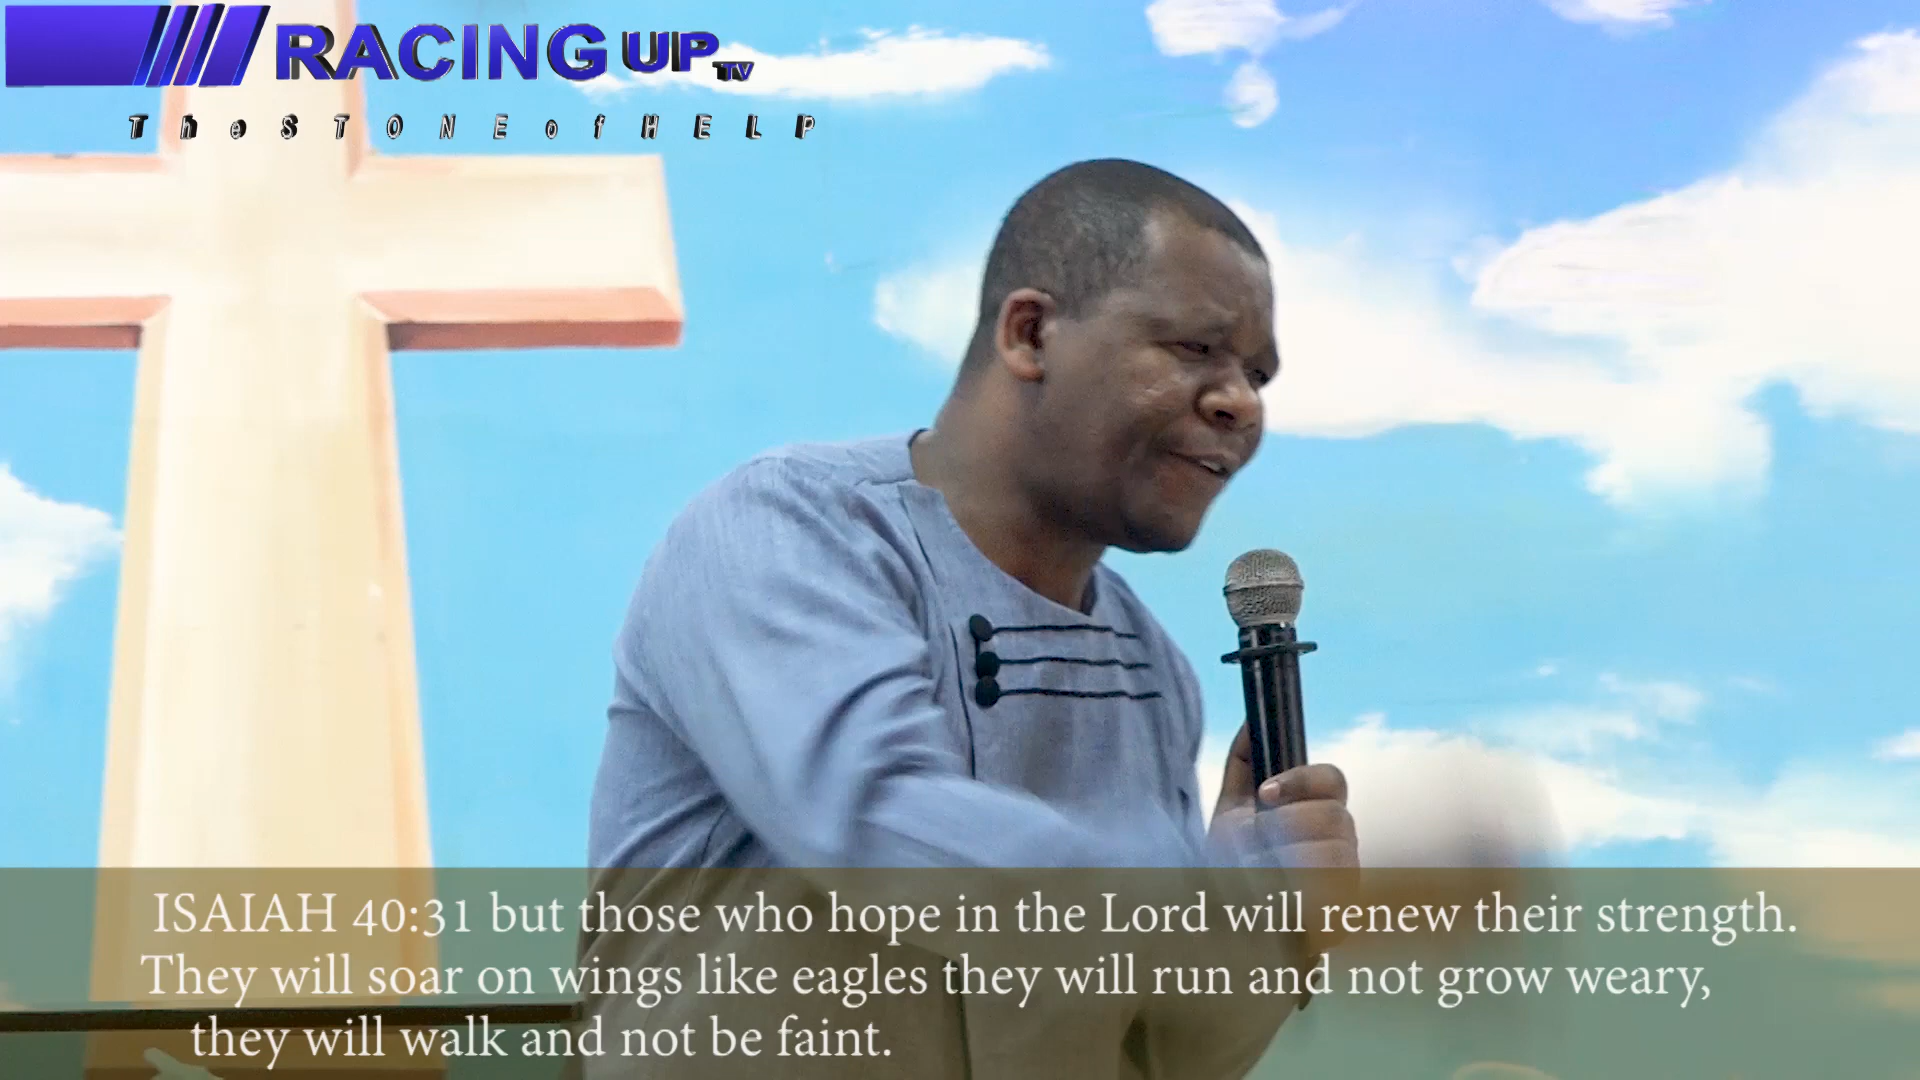 RACING UP TV
The STONE of HELP
ISAIAH 40:31 but those who hope in the Lord will renew their strength.
They will soar on wings like eagles they will run and not grow weary,
they will walk and not be faint.